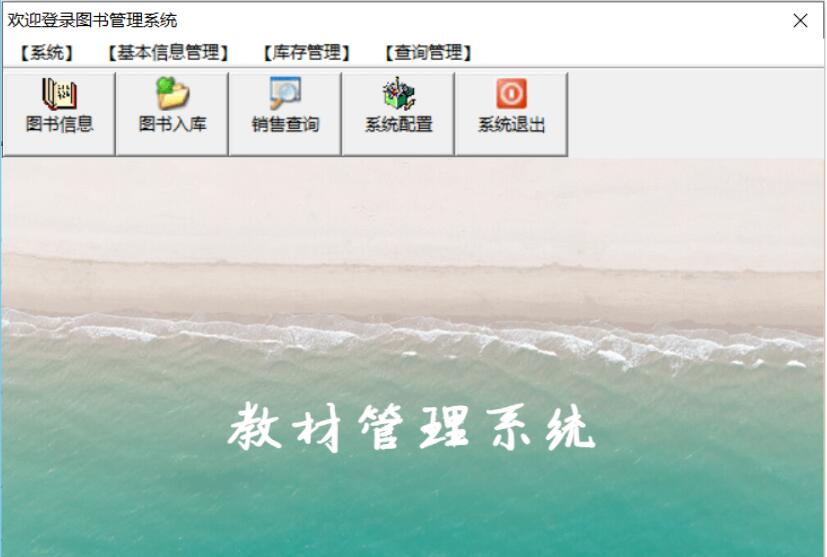 欢迎登录图书管理系统
【系统】 【基本信息管理】 【库存管理】 【查询管理】
图书信息 图书入库 销售查询 系统配置 系统退出
教材管理系统